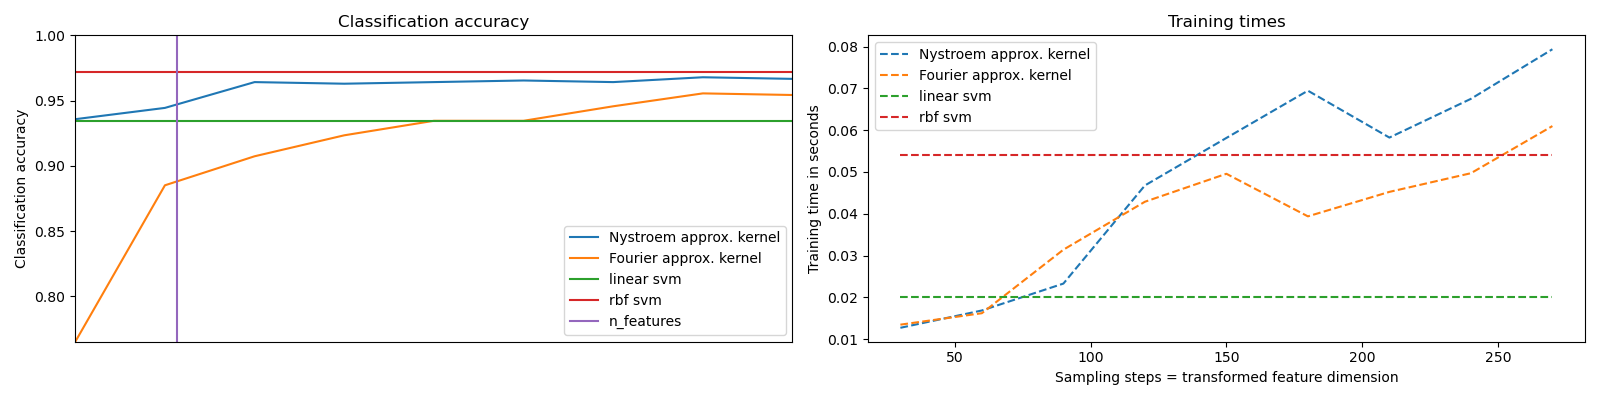 Classification accuracy
Classification accuracy
1.00
0.95
0.90
0.85
0.80
Nystroem approx. kernel
Fourier approx. kernel
linear svm
rbf svm
n_features
Training times
Training time in seconds
0.08
0.07
0.06
0.05
0.04
0.03
0.02
0.01
Nystroem approx. kernel
Fourier approx. kernel
linear svm
rbf svm
50 100 150 200 250
Sampling steps = transformed feature dimension